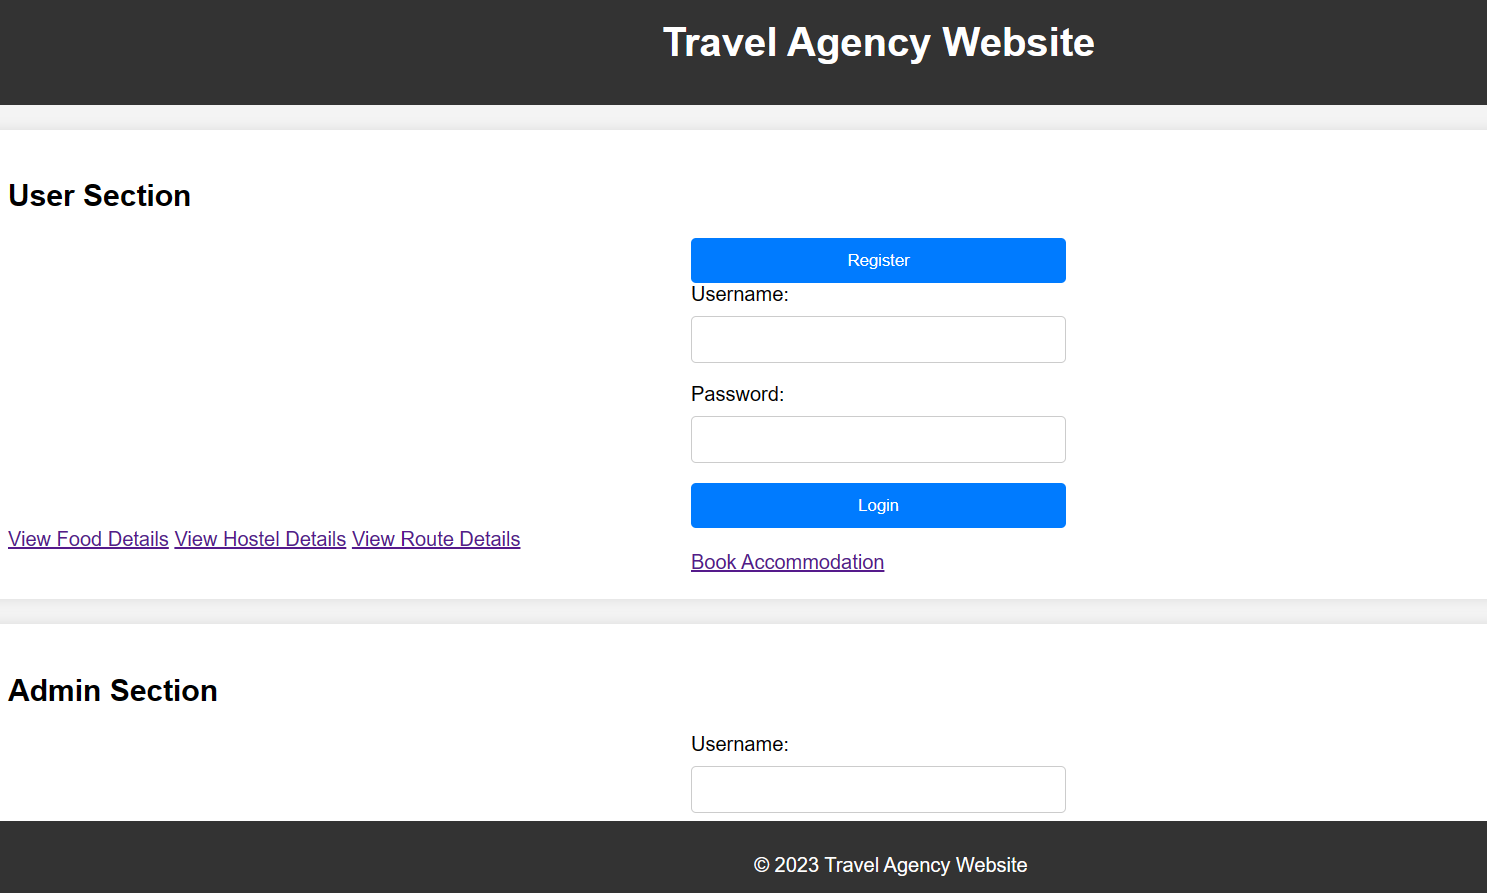 Travel Agency Website
User Section
Register
Username:
Password:
Login
View Food Details View Hostel Details View Route Details
Book Accommodation
Admin Section
Username:
© 2023 Travel Agency Website